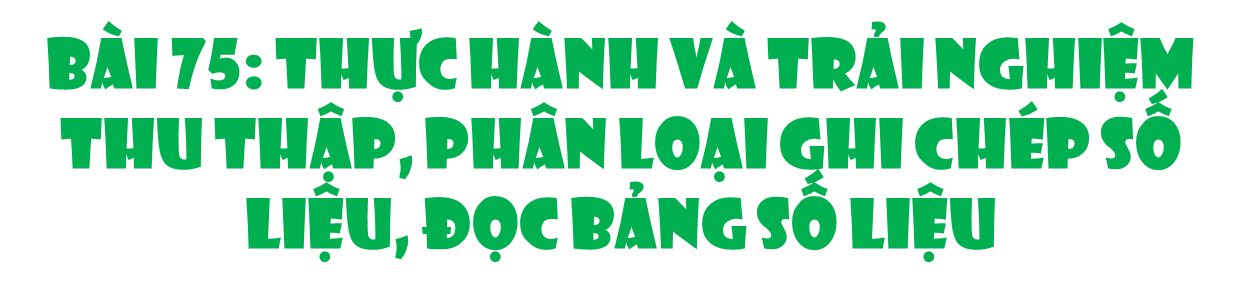 BÀI 75: THỰC HÀNH VÀ TRẢI NGHIỆM
THU THẬP, PHÂN LOẠI GHI CHÉP SỐ
LIỆU, ĐỌC BẢNG SỐ LIỆU